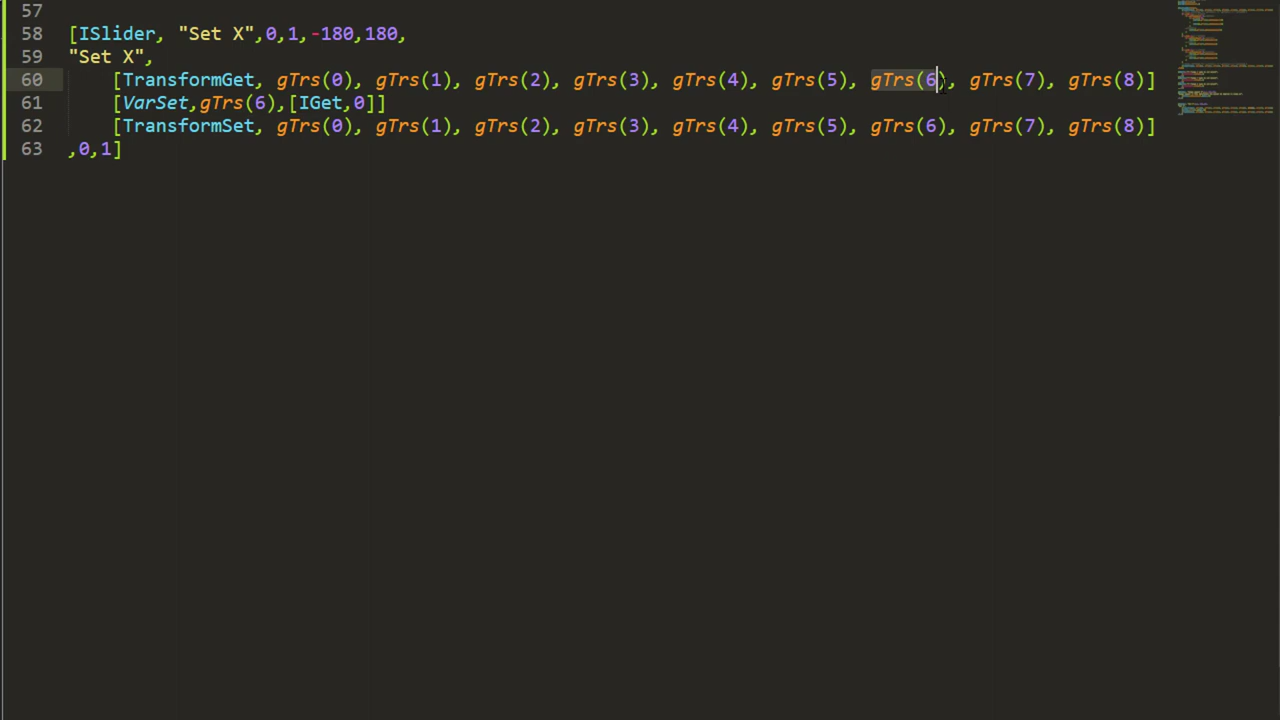 57
58 [ISlider, "Set X",0,1,-180,180,
59 "Set X",
60 [TransformGet, gTrs(0), gTrs(1), gTrs(2), gTrs(3), gTrs(4), gTrs(5), gTrs(6), gTrs(7), gTrs(8)]
61 [VarSet,gTrs(6),[IGet,0]]
62 [TransformSet, gTrs(0), gTrs(1), gTrs(2), gTrs(3), gTrs(4), gTrs(5), gTrs(6), gTrs(7), gTrs(8)]
63 ,0,1]